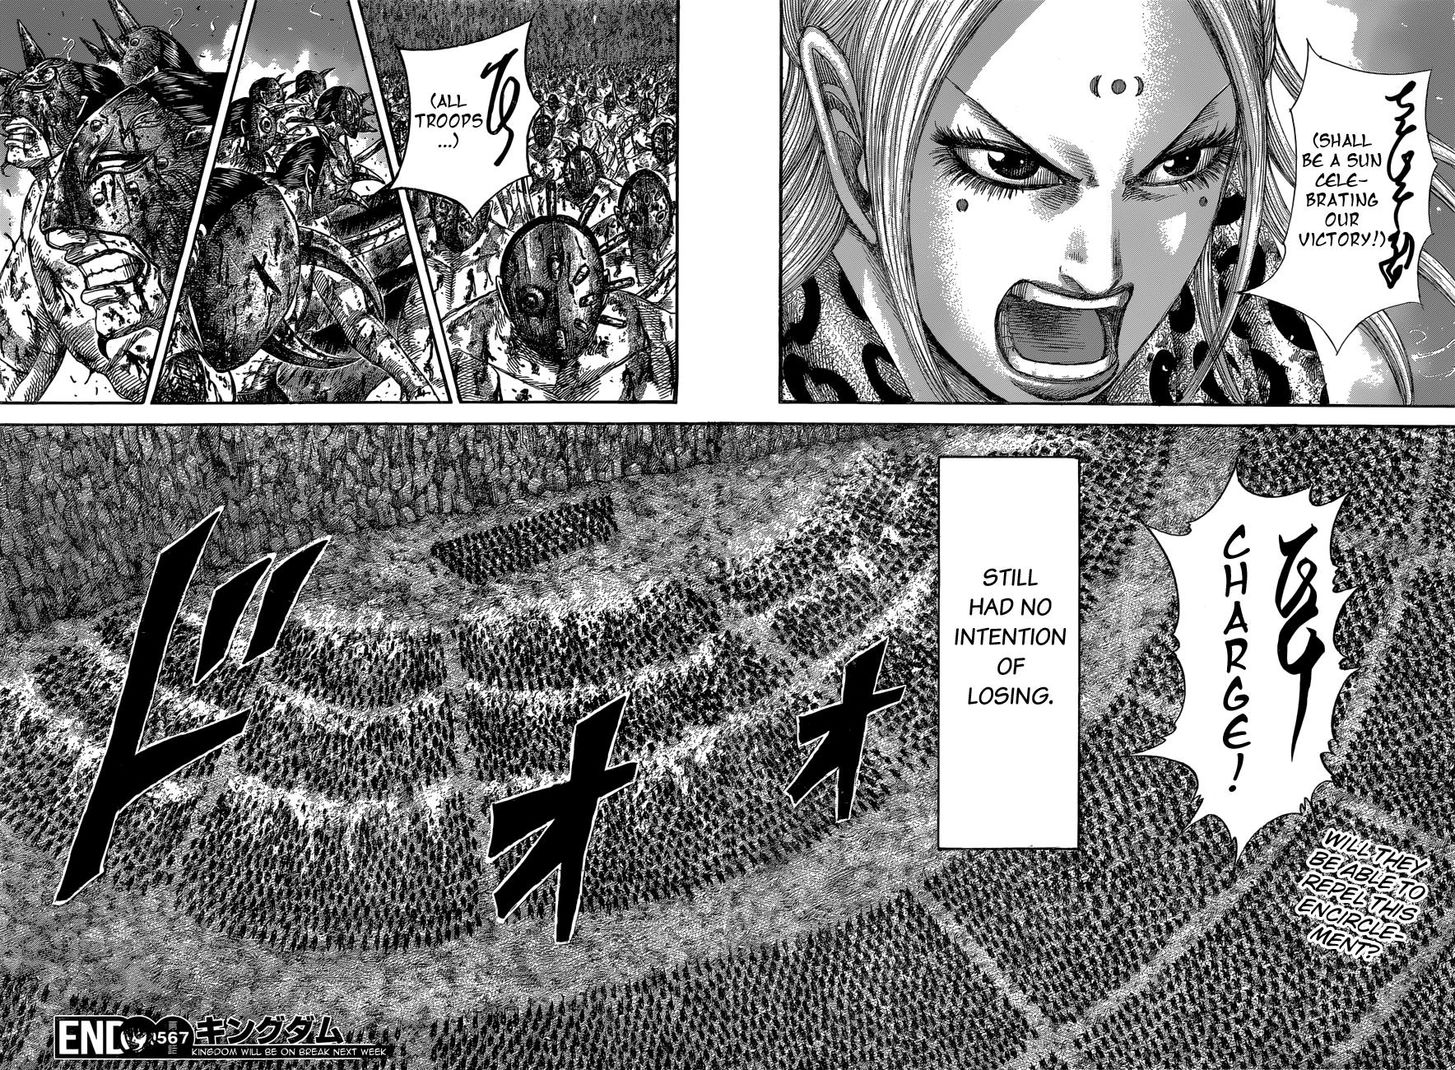 (SHALL
BE A SUN
CELE-
BRATING
OUR
VICTORY!)
(ALL
TROOPS
...)
CHARGE!
STILL
HAD NO
INTENTION
OF
LOSING.
ドオオ
WILL THEY
BE ABLE TO
REPEL THIS
ENCIRCLE-
MENT?
END
567
キングダム
KINGDOM WILL BE ON BREAK NEXT WEEK